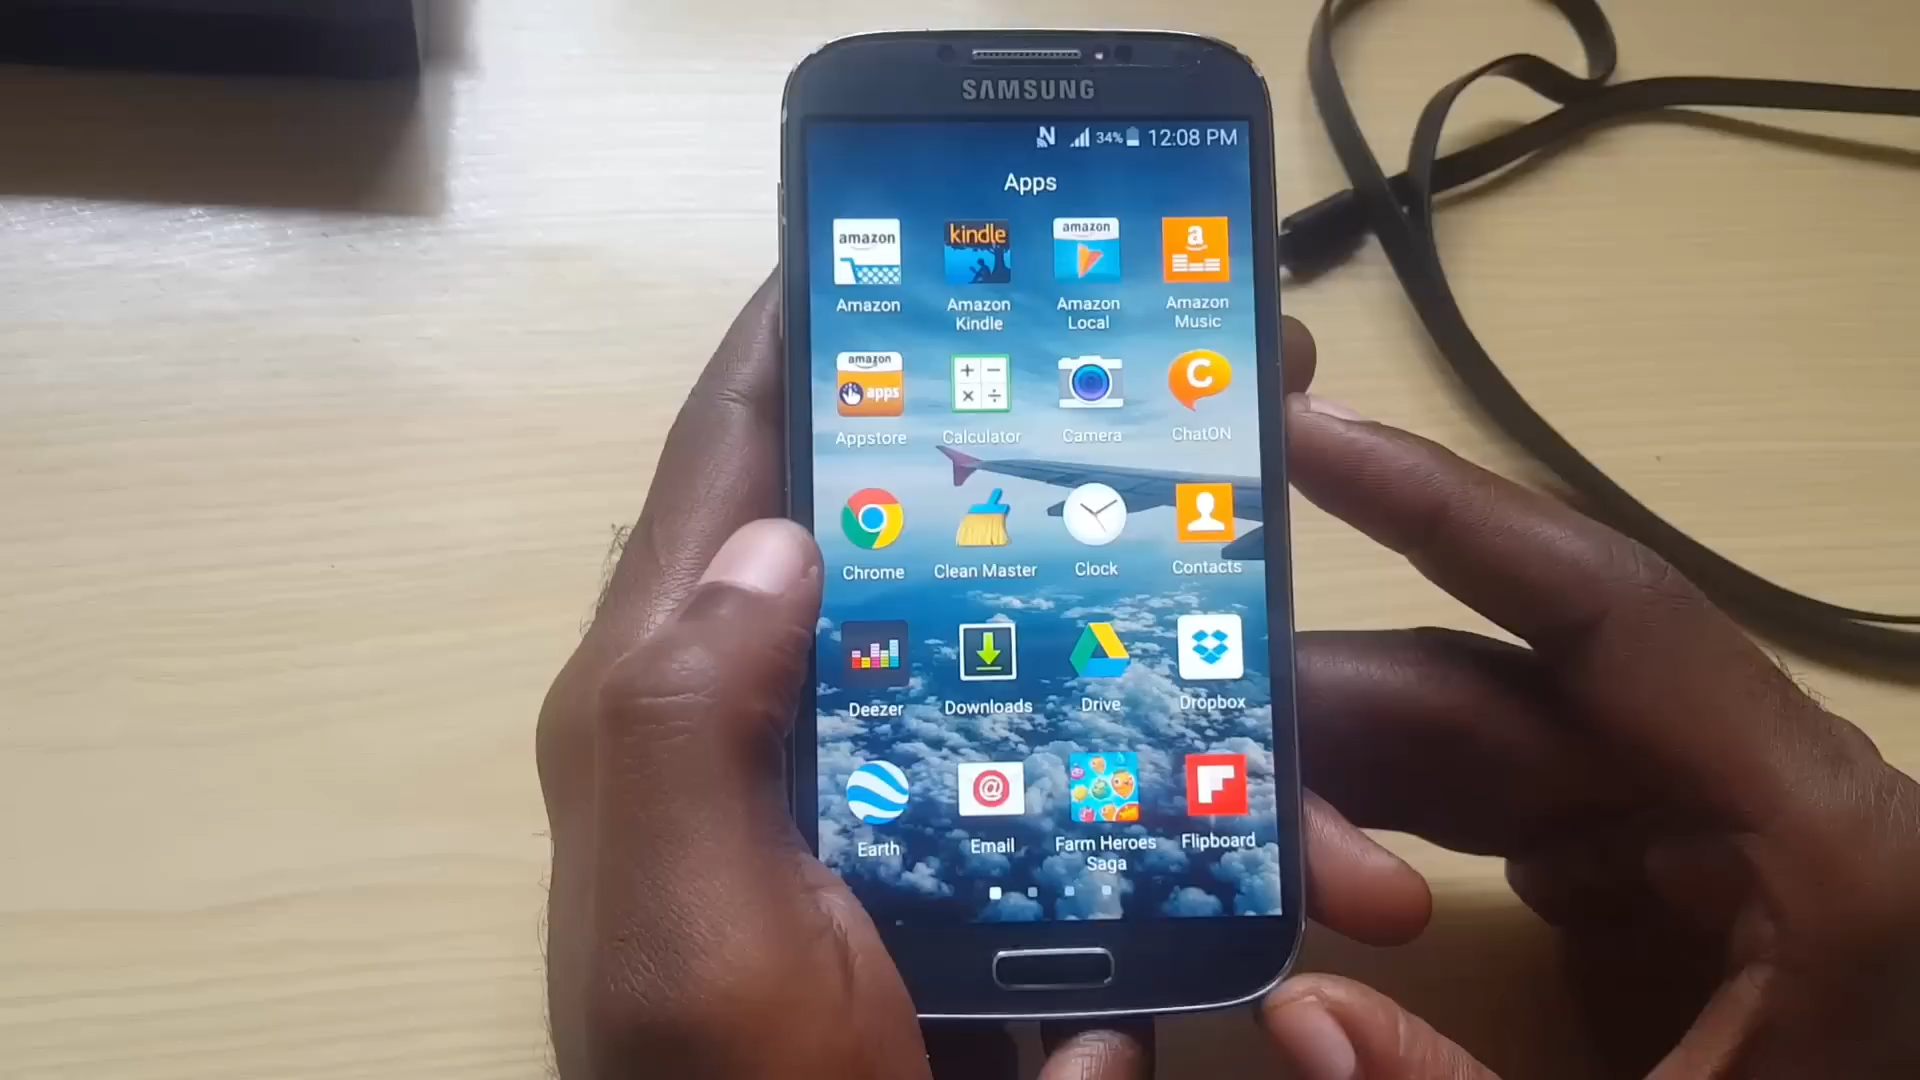 SAMSUNG
34% 12:08 PM
Apps
amazon
kindle
amazon
a
Amazon
Amazon Kindle
Amazon Local
Amazon Music
amazon
apps
C
Appstore
Calculator
Camera
ChatON
Chrome
Clean Master
Clock
Contacts
Deezer
Downloads
Drive
Dropbox
@
Earth
Email
Farm Heroes Saga
Flipboard